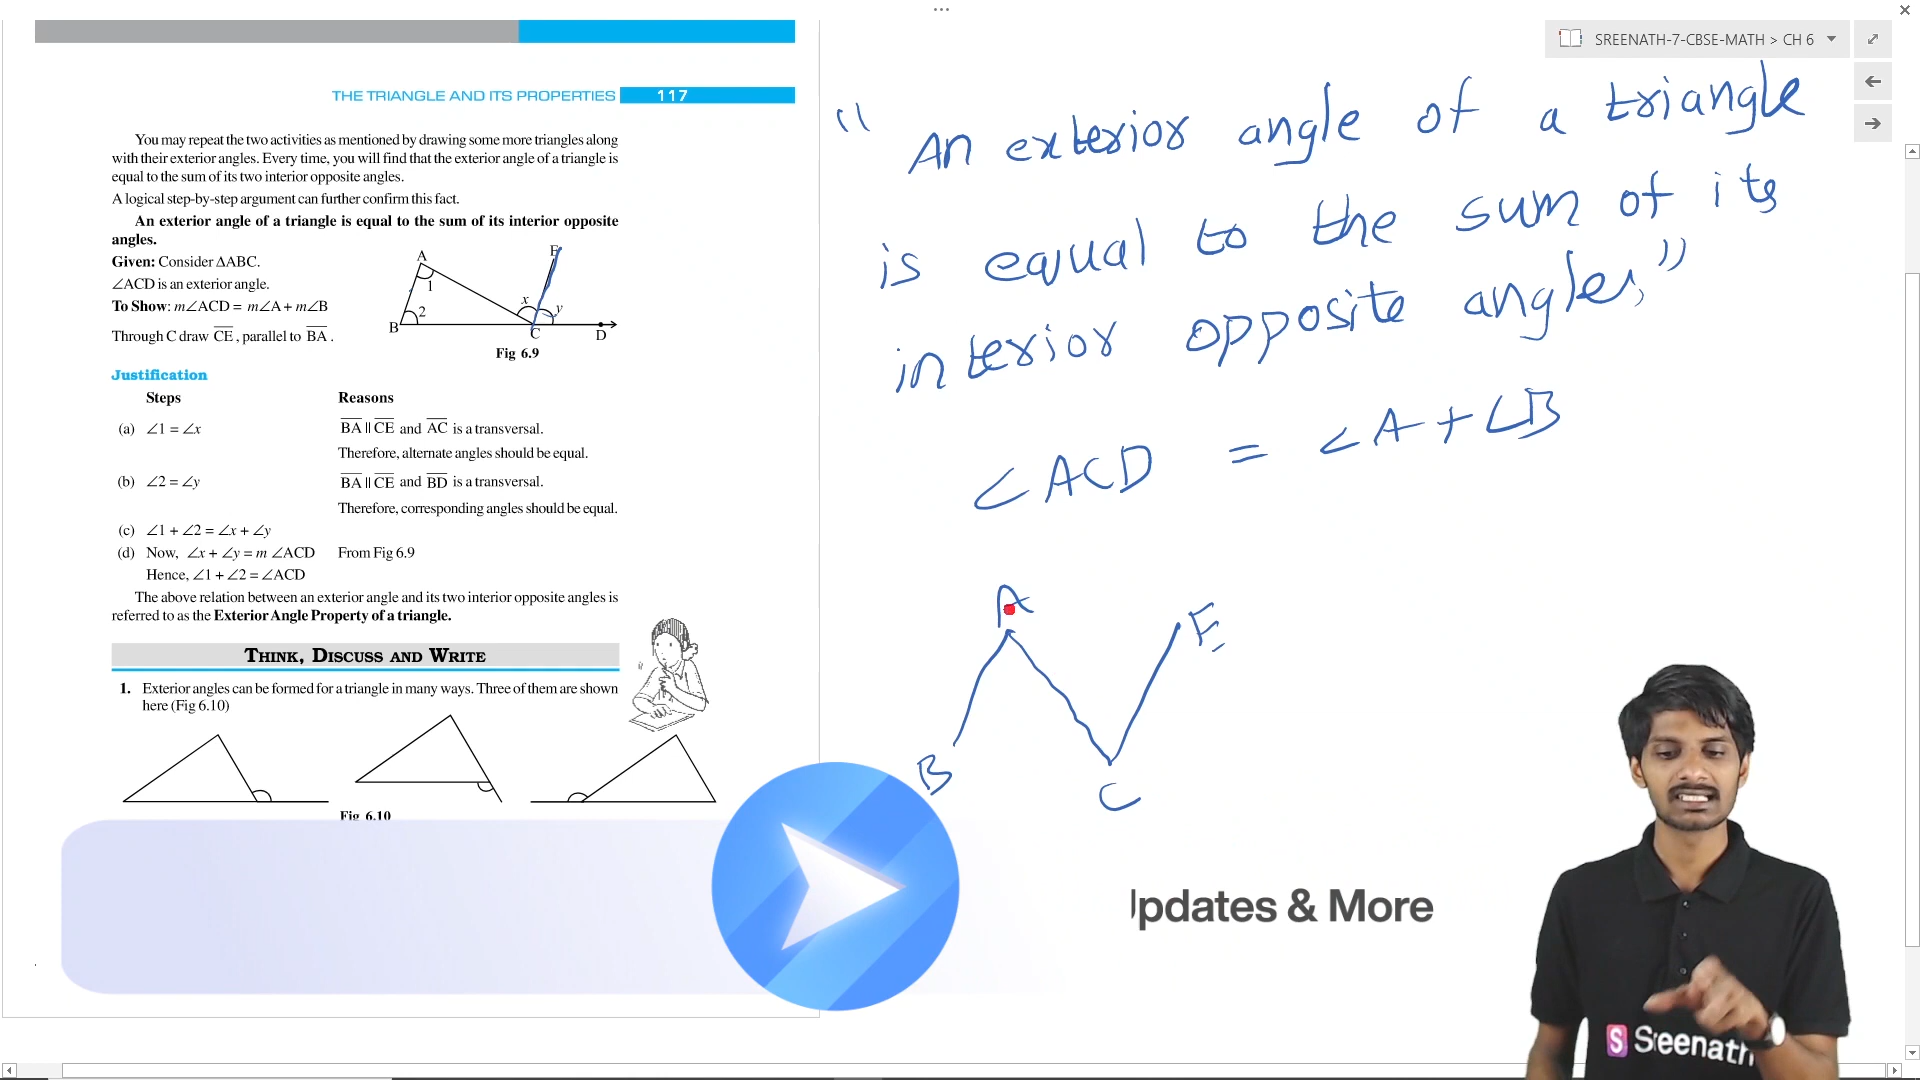 SREENATH-7-CBSE-MATH > CH 6
THE TRIANGLE AND ITS PROPERTIES 117
You may repeat the two activities as mentioned by drawing some more triangles along
with their exterior angles. Every time, you will find that the exterior angle of a triangle is
equal to the sum of its two interior opposite angles.
A logical step-by-step argument can further confirm this fact.
An exterior angle of a triangle is equal to the sum of its interior opposite
angles.
Given: Consider ΔABC.
∠ACD is an exterior angle.
To Show: m∠ACD = m∠A + m∠B
Through C draw CE, parallel to BA.
A
E
1
2
x
y
B
C
D
Fig 6.9
Justification
Steps Reasons
(a) ∠1 = ∠x BA || CE and AC is a transversal.
Therefore, alternate angles should be equal.
(b) ∠2 = ∠y BA || CE and BD is a transversal.
Therefore, corresponding angles should be equal.
(c) ∠1 + ∠2 = ∠x + ∠y
(d) Now, ∠x + ∠y = m ∠ACD From Fig 6.9
Hence, ∠1 + ∠2 = ∠ACD
The above relation between an exterior angle and its two interior opposite angles is
referred to as the Exterior Angle Property of a triangle.
THINK, DISCUSS AND WRITE
1. Exterior angles can be formed for a triangle in many ways. Three of them are shown
here (Fig 6.10)
Fig 6.10
"An exterior angle of a triangle
is equal to the sum of its
interior opposite angles,"
∠ACD = ∠A + ∠B
A
E
B
C
Updates & More
S Sreenath